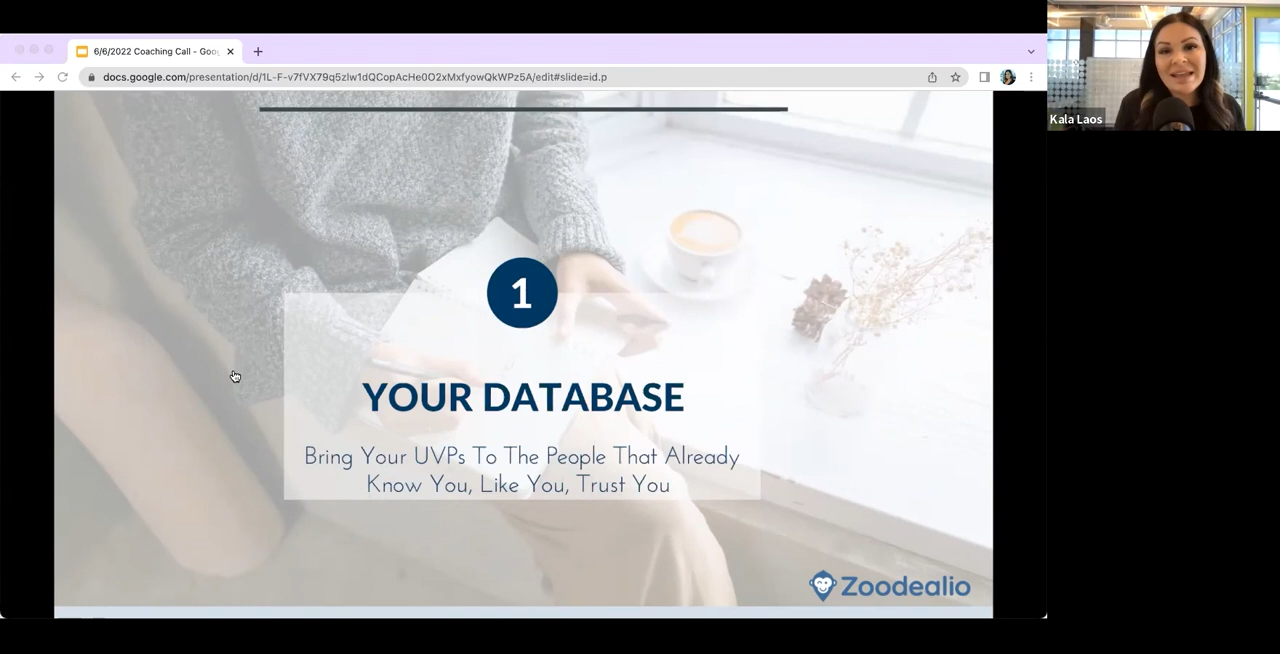 6/6/2022 Coaching Call - Goo
docs.google.com/presentation/d/1L-F-v7fVX79q5zIw1dQCopAcHe0O2xMxfyowQkWPz5A/edit#slide=id.p
Kala Laos
1
YOUR DATABASE
Bring Your UVPs To The People That Already
Know You, Like You, Trust You
Zoodealio